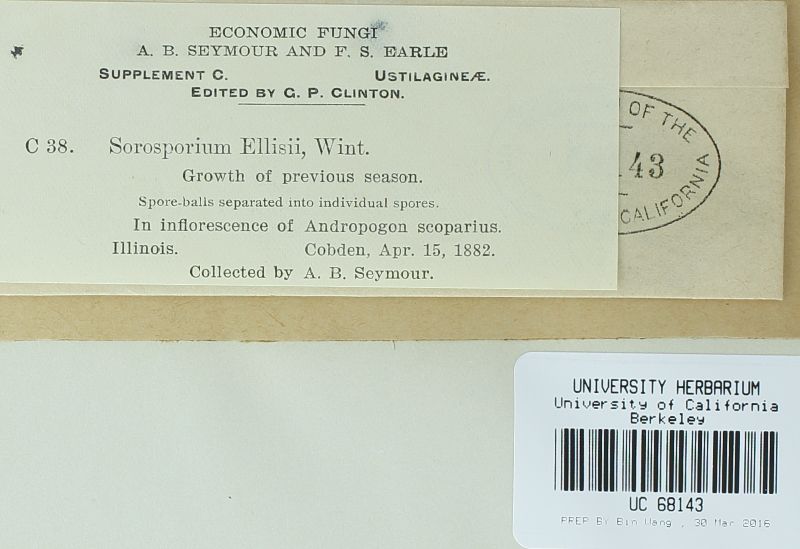 ECONOMIC FUNGI
A. B. SEYMOUR AND F. S. EARLE
SUPPLEMENT C. USTILAGINEÆ.
EDITED BY G. P. CLINTON.
C 38. Sorosporium Ellisii, Wint.
Growth of previous season.
Spore-balls separated into individual spores.
In inflorescence of Andropogon scoparius.
Illinois. Cobden, Apr. 15, 1882.
Collected by A. B. Seymour.
OF THE
143
CALIFORNIA
UNIVERSITY HERBARIUM
University of California
Berkeley
UC 68143
PREP BY Bin Wang , 30 Mar 2016